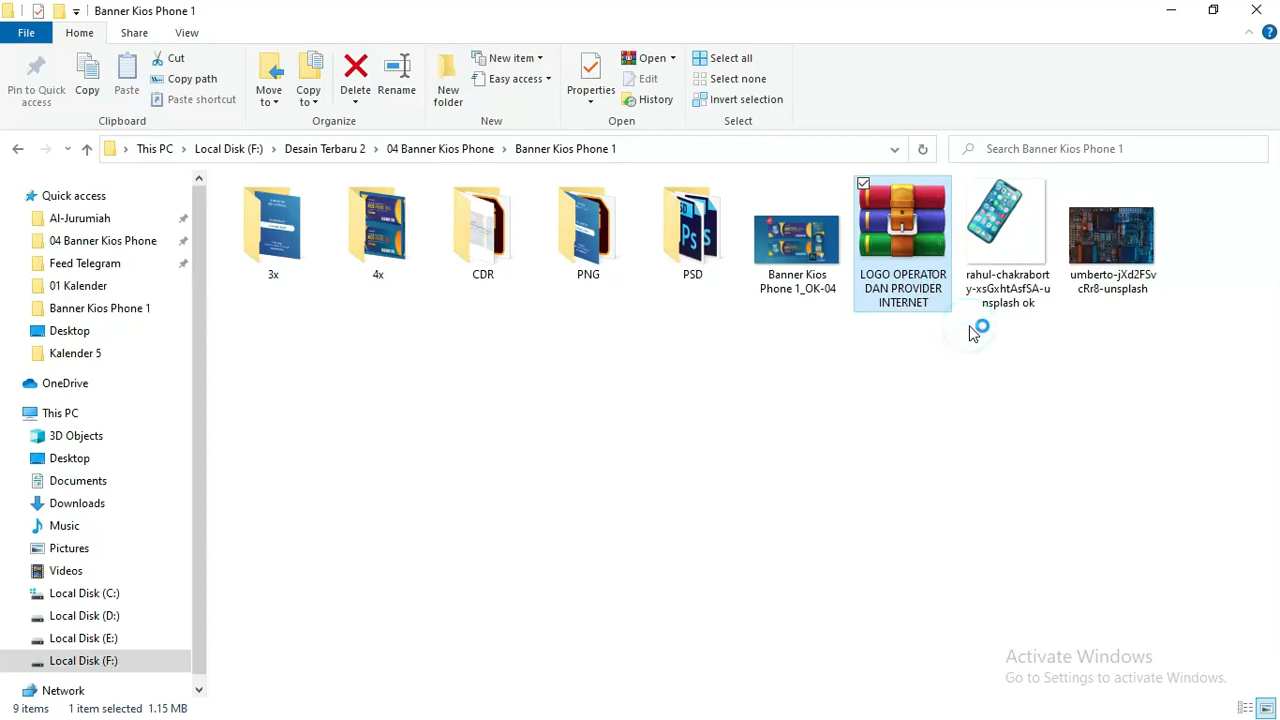 Banner Kios Phone 1
File
Home
Share
View
Pin to Quick
access
Copy
Paste
Cut
Copy path
Paste shortcut
Clipboard
Move
to
Copy
to
Delete
Rename
Organize
New
folder
New item
Easy access
New
Properties
Open
Edit
History
Open
Select all
Select none
Invert selection
Select
This PC
Local Disk (F:)
Desain Terbaru 2
04 Banner Kios Phone
Banner Kios Phone 1
Search Banner Kios Phone 1
Quick access
Al-Jurumiah
04 Banner Kios Phone
Feed Telegram
01 Kalender
Banner Kios Phone 1
Desktop
Kalender 5
OneDrive
This PC
3D Objects
Desktop
Documents
Downloads
Music
Pictures
Videos
Local Disk (C:)
Local Disk (D:)
Local Disk (E:)
Local Disk (F:)
Network
3x
4x
CDR
PNG
PSD
Banner Kios
Phone 1_OK-04
LOGO OPERATOR
DAN PROVIDER
INTERNET
rahul-chakrabort
y-xsGxhtAsfSA-u
nsplash ok
umberto-jXd2FSv
cRr8-unsplash
Activate Windows
Go to Settings to activate Windows.
9 items
1 item selected
1.15 MB